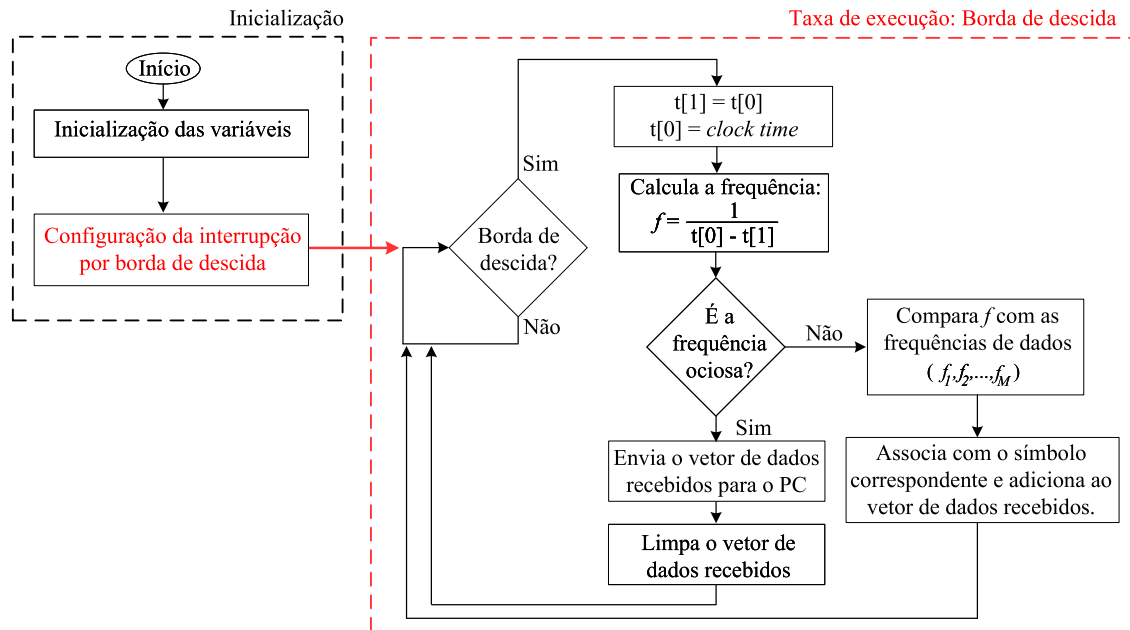 Inicialização
Taxa de execução: Borda de descida
Início
Inicialização das variáveis
Configuração da interrupção
por borda de descida
Borda de
descida?
Sim
Não
t[1] = t[0]
t[0] = clock time
Calcula a frequência:
f = 1
t[0] - t[1]
É a
frequência
ociosa?
Não
Sim
Compara f com as
frequências de dados
( f1,f2,...,fM )
Associa com o símbolo
correspondente e adiciona ao
vetor de dados recebidos.
Envia o vetor de dados
recebidos para o PC
Limpa o vetor de
dados recebidos